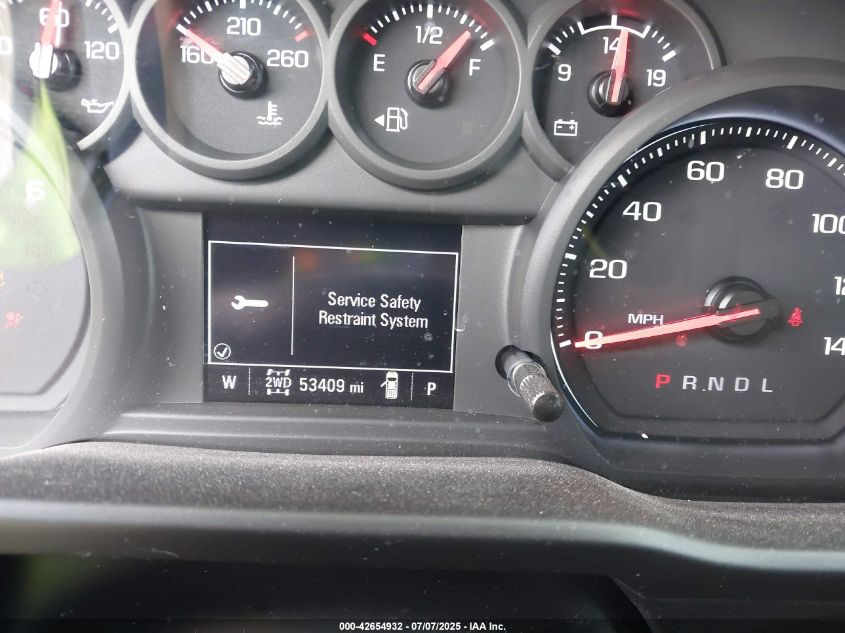 60
120
160
210
260
E
1/2
F
9
14
19
6
20
40
60
80
100
0
MPH
Service Safety
Restraint System
W 2WD 53409 mi P
P R N D L
000-42654932 - 07/07/2025 - IAA Inc.